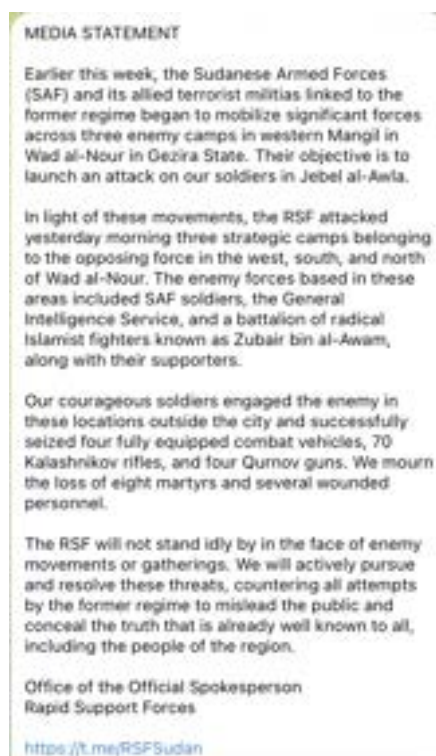 MEDIA STATEMENT
Earlier this week, the Sudanese Armed Forces
(SAF) and its allied terrorist militias linked to the
former regime began to mobilize significant forces
across three enemy camps in western Mangil in
Wad al-Nour in Gezira State. Their objective is to
launch an attack on our soldiers in Jebel al-Awla.
In light of these movements, the RSF attacked
yesterday morning three strategic camps belonging
to the opposing force in the west, south, and north
of Wad al-Nour. The enemy forces based in these
areas included SAF soldiers, the General
Intelligence Service, and a battalion of radical
Islamist fighters known as Zubair bin al-Awam,
along with their supporters.
Our courageous soldiers engaged the enemy in
these locations outside the city and successfully
seized four fully equipped combat vehicles, 70
Kalashnikov rifles, and four Qurnov guns. We mourn
the loss of eight martyrs and several wounded
personnel.
The RSF will not stand idly by in the face of enemy
movements or gatherings. We will actively pursue
and resolve these threats, countering all attempts
by the former regime to mislead the public and
conceal the truth that is already well known to all,
including the people of the region.
Office of the Official Spokesperson
Rapid Support Forces
https://t.me/RSFSudan